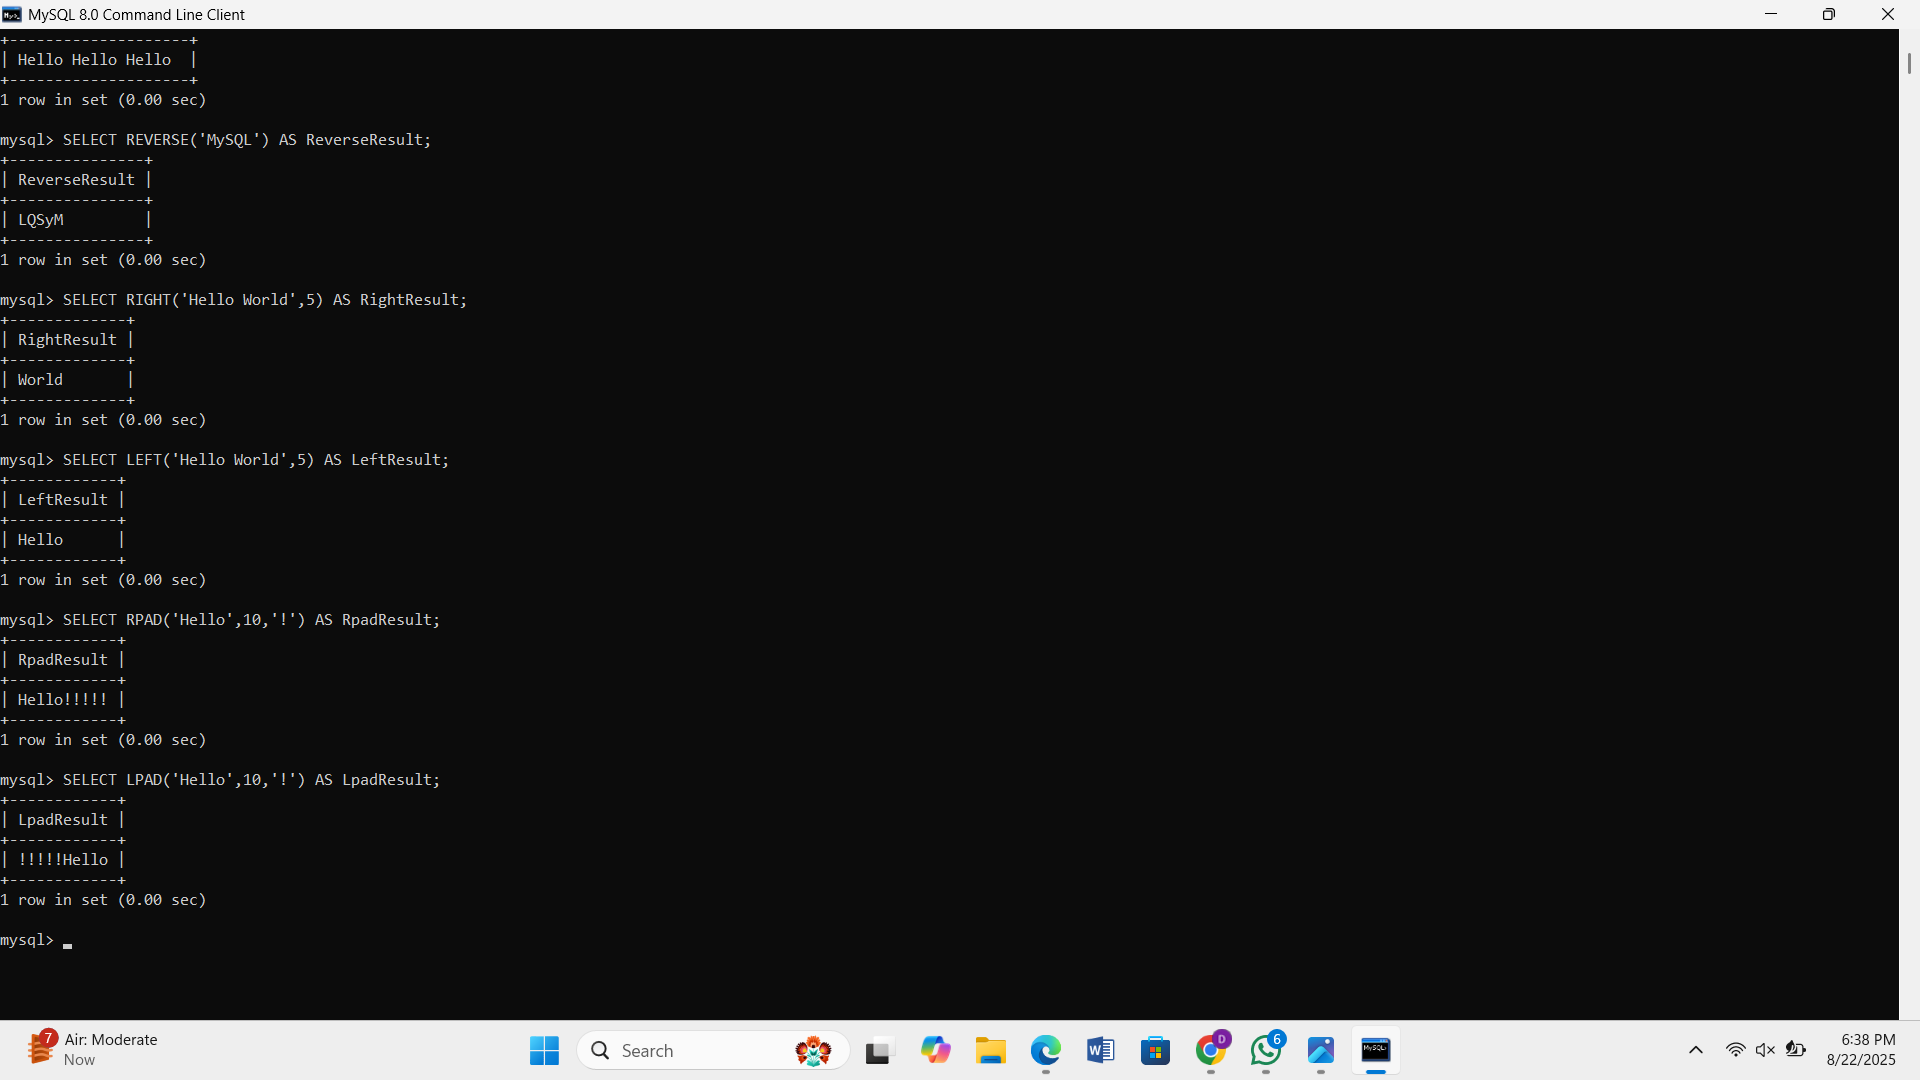 MySQL 8.0 Command Line Client
+--------------------+
| Hello Hello Hello  |
+--------------------+
1 row in set (0.00 sec)
mysql> SELECT REVERSE('MySQL') AS ReverseResult;
+---------------+
| ReverseResult |
+---------------+
| LQSyM         |
+---------------+
1 row in set (0.00 sec)
mysql> SELECT RIGHT('Hello World',5) AS RightResult;
+-------------+
| RightResult |
+-------------+
| World       |
+-------------+
1 row in set (0.00 sec)
mysql> SELECT LEFT('Hello World',5) AS LeftResult;
+------------+
| LeftResult |
+------------+
| Hello      |
+------------+
1 row in set (0.00 sec)
mysql> SELECT RPAD('Hello',10,'!') AS RpadResult;
+------------+
| RpadResult |
+------------+
| Hello!!!!! |
+------------+
1 row in set (0.00 sec)
mysql> SELECT LPAD('Hello',10,'!') AS LpadResult;
+------------+
| LpadResult |
+------------+
| !!!!!Hello |
+------------+
1 row in set (0.00 sec)
mysql> _
7
Air: Moderate
Now
Search
W
D
6
MySQL
6:38 PM
8/22/2025